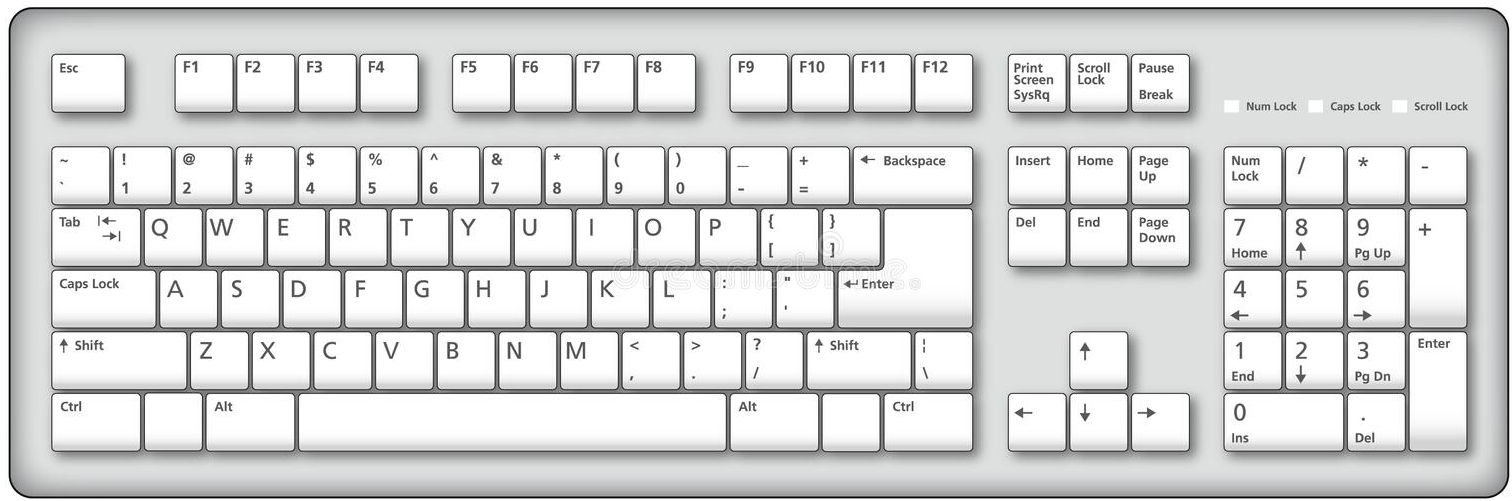 Esc F1 F2 F3 F4 F5 F6 F7 F8 F9 F10 F11 F12 Print Scroll Pause
Screen Lock
SysRq Break
Num Lock Caps Lock Scroll Lock
~ ! @ # $ % ^ & * ( ) _ + ← Backspace Insert Home Page Num / * -
Up Lock
` 1 2 3 4 5 6 7 8 9 0 - =
Tab |← Q W E R T Y U I O P { } Del End Page 7 8 9 +
→| Down
[ ] Home ↑ Pg Up
dreamstime
Caps Lock A S D F G H J K L : " ↵ Enter 4 5 6
; ' ← →
↑ Shift Z X C V B N M < > ? ↑ Shift ¦ ↑ 1 2 3 Enter
, . / \ End ↓ Pg Dn
Ctrl Alt Alt Ctrl ← ↓ → 0 .
Ins Del